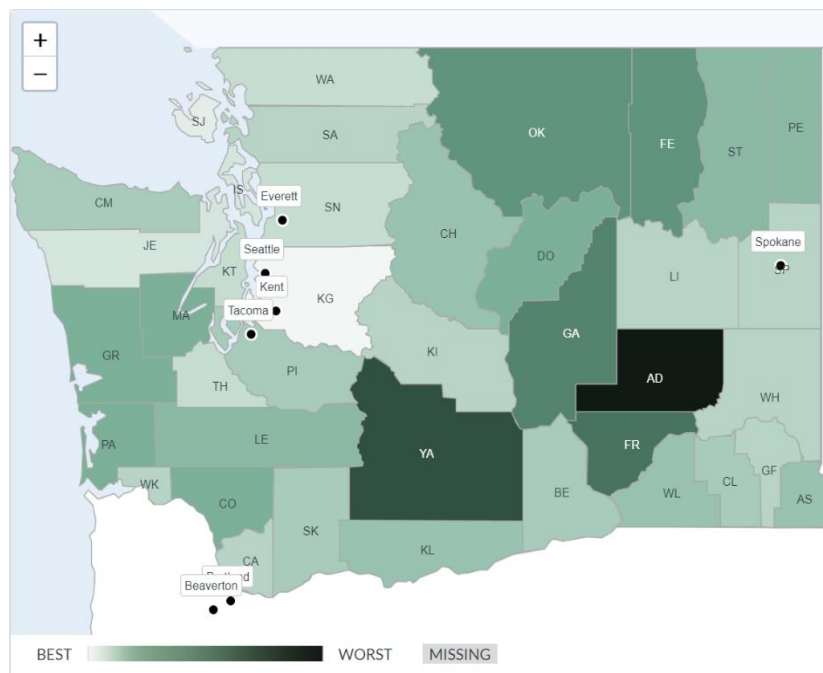 +
−
WA
SJ
OK
FE
ST
PE
SA
IS
Everett
SN
CM
CH
JE
Seattle
KT
DO
Spokane
SP
LI
Kent
KG
MA
Tacoma
GA
GR
KI
PI
AD
TH
WH
PA
LE
YA
FR
GF
WK
CO
BE
WL
CL
AS
SK
KL
CA
Beaverton
BEST
WORST
MISSING